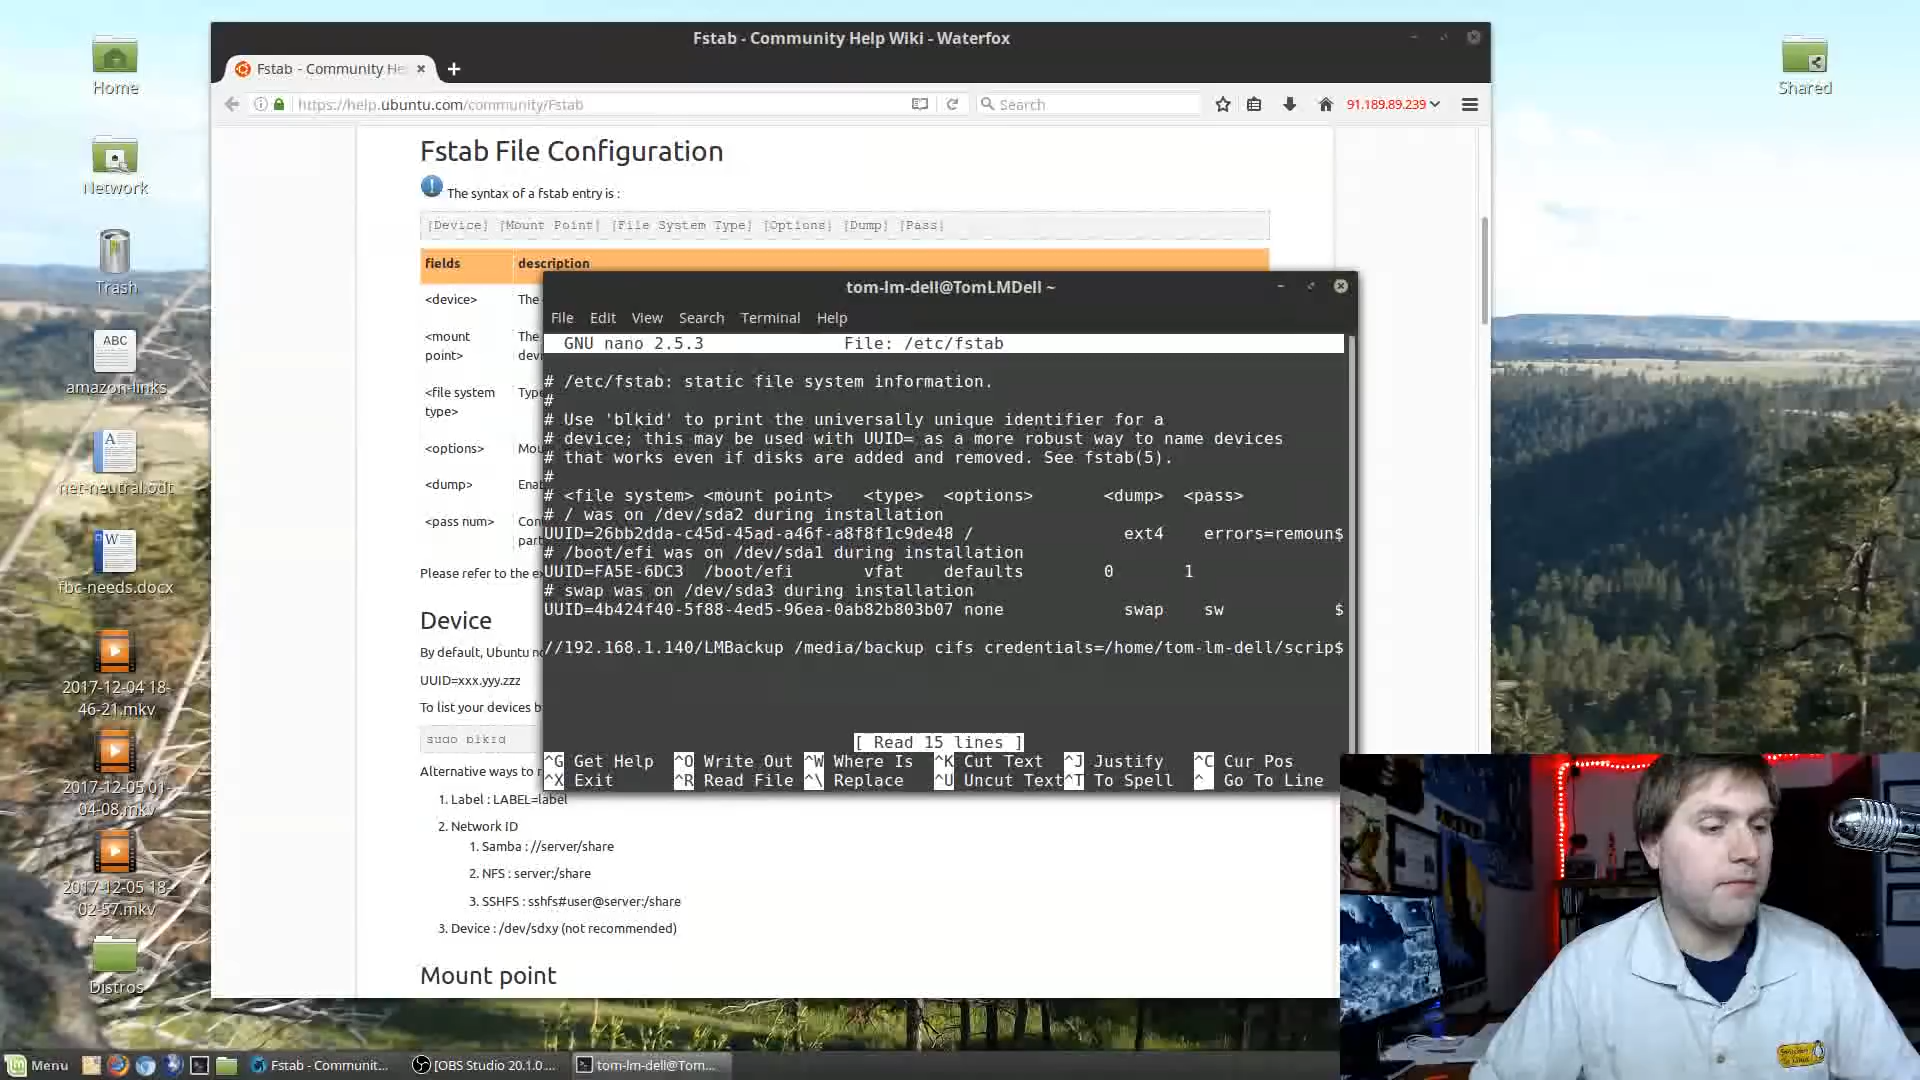 Fstab - Community Help Wiki - Waterfox
Fstab - Community He
https://help.ubuntu.com/community/Fstab
Search
91.189.89.239
Home
Network
Trash
ABC
amazon-links
net-neutral.odt
fbc-needs.docx
2017-12-04 18-
46-21.mkv
2017-12-05 01-
04-08.mkv
2017-12-05 18-
02-57.mkv
Distros
Shared
Fstab File Configuration
The syntax of a fstab entry is :
[Device] [Mount Point] [File System Type] [Options] [Dump] [Pass]
fields description
<device> The
<mount The
point>
<file system
type>
<options>
<dump>
<pass num>
Please refer to the
Device
By default, Ubuntu
UUID=xxx.yyy.zzz
To list your devices
sudo blkid
Alternative ways to
1. Label : LABEL=label
2. Network ID
1. Samba : //server/share
2. NFS : server:/share
3. SSHFS : sshfs#user@server:/share
3. Device : /dev/sdxy (not recommended)
Mount point
tom-lm-dell@TomLMDell ~
File Edit View Search Terminal Help
GNU nano 2.5.3 File: /etc/fstab
# /etc/fstab: static file system information.
#
# Use 'blkid' to print the universally unique identifier for a
# device; this may be used with UUID= as a more robust way to name devices
# that works even if disks are added and removed. See fstab(5).
#
# <file system> <mount point> <type> <options> <dump> <pass>
# / was on /dev/sda2 during installation
UUID=26bb2dda-c45d-45ad-a46f-a8f8f1c9de48 / ext4 errors=remoun$
# /boot/efi was on /dev/sda1 during installation
UUID=FA5E-6DC3 /boot/efi vfat defaults 0 1
# swap was on /dev/sda3 during installation
UUID=4b424f40-5f88-4ed5-96ea-0ab82b803b07 none swap sw $
//192.168.1.140/LMBackup /media/backup cifs credentials=/home/tom-lm-dell/scrip$
[ Read 15 lines ]
^G Get Help ^O Write Out ^W Where Is ^K Cut Text ^J Justify ^C Cur Pos
^X Exit ^R Read File ^\ Replace ^U Uncut Text ^T To Spell ^_ Go To Line
Menu
Fstab - Communit...
[OBS Studio 20.1.0 ...
tom-lm-dell@Tom...